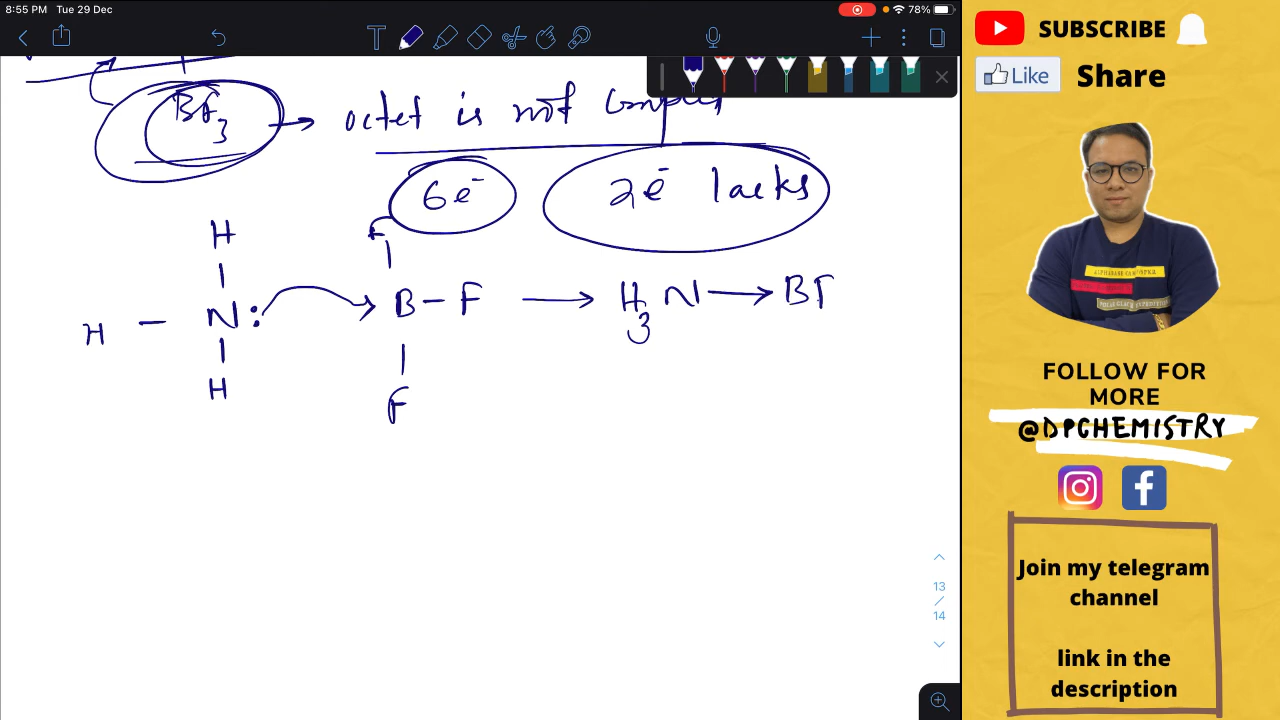 8:55 PM Tue 29 Dec
78%
BF3 → octet is not
6e⁻ 2e⁻ lacks
H F
H – N: B – F → H3N → BF
H F
13
/
14
SUBSCRIBE
Like Share
FOLLOW FOR
MORE
@DPCHEMISTRY
Join my telegram
channel
link in the
description